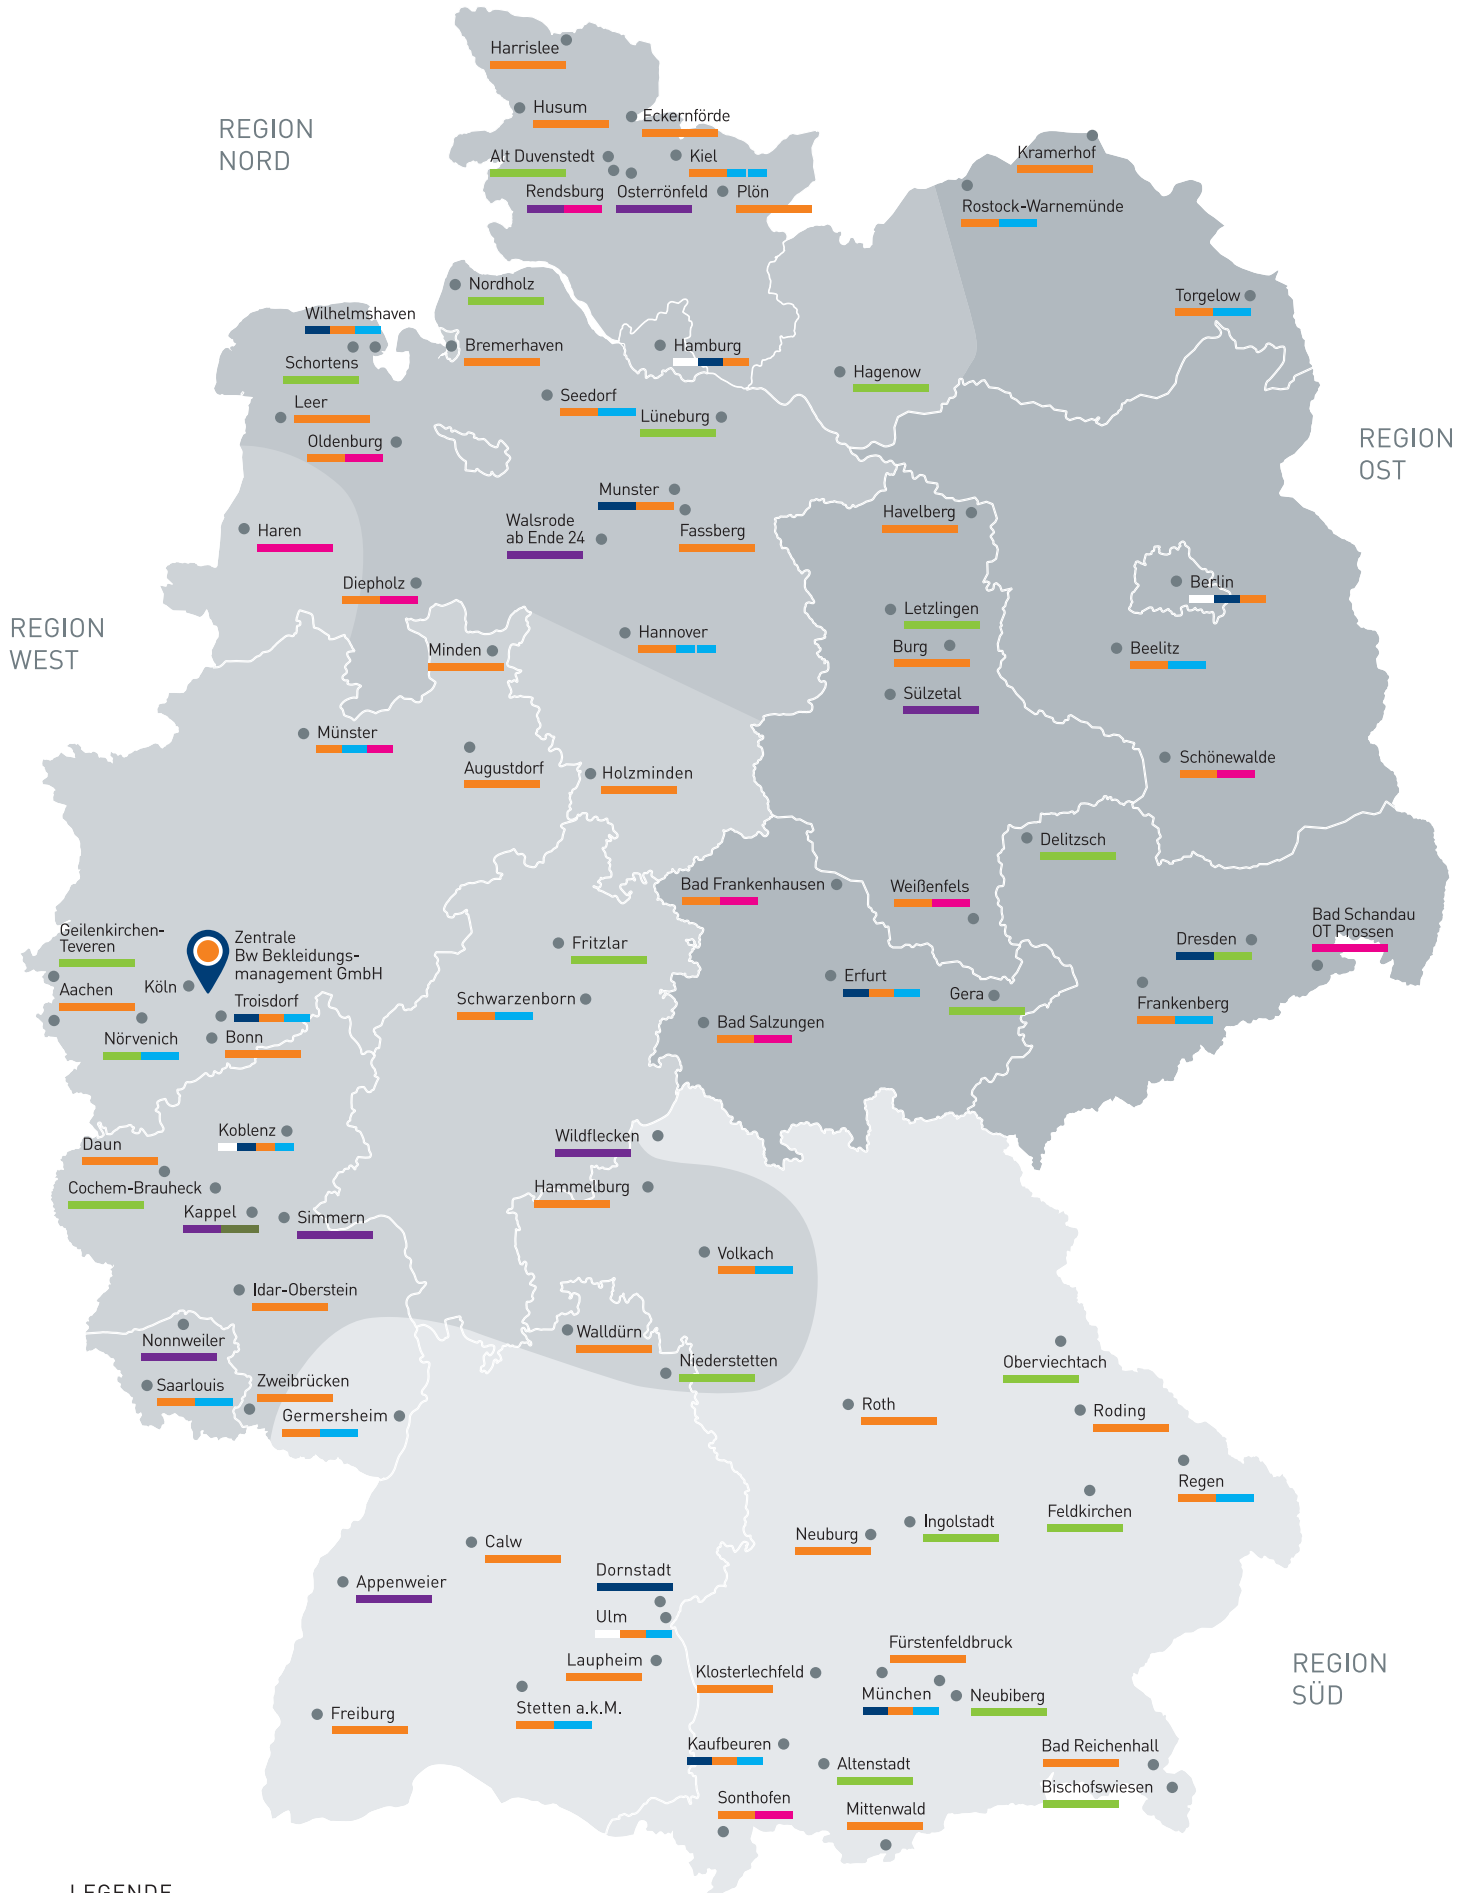 Harrislee
Husum
Eckernförde
REGION
NORD
Kramerhof
Alt Duvenstedt
Kiel
Rendsburg
Osterrönfeld
Plön
Rostock-Warnemünde
Nordholz
Torgelow
Wilhelmshaven
Bremerhaven
Hamburg
Schortens
Hagenow
Seedorf
Leer
Lüneburg
Oldenburg
REGION
OST
Munster
Havelberg
Walsrode
ab Ende 24
Fassberg
Haren
Diepholz
Berlin
Letzlingen
REGION
WEST
Hannover
Minden
Burg
Beelitz
Sülzetal
Münster
Augustdorf
Holzminden
Schönewalde
Delitzsch
Bad Frankenhausen
Weißenfels
Bad Schandau
OT Prossen
Geilenkirchen-
Teveren
Zentrale
Bw Bekleidungs-
management GmbH
Fritzlar
Dresden
Köln
Aachen
Troisdorf
Schwarzenborn
Erfurt
Gera
Frankenberg
Nörvenich
Bonn
Bad Salzungen
Koblenz
Daun
Wildflecken
Cochem-Brauheck
Hammelburg
Kappel
Simmern
Volkach
Idar-Oberstein
Nonnweiler
Walldürn
Niederstetten
Oberviechtach
Saarlouis
Zweibrücken
Germersheim
Roth
Roding
Regen
Feldkirchen
Ingolstadt
Neuburg
Calw
Dornstadt
Appenweier
Ulm
Fürstenfeldbruck
Laupheim
Klosterlechfeld
REGION
SÜD
München
Neubiberg
Stetten a.k.M.
Freiburg
Kaufbeuren
Bad Reichenhall
Altenstadt
Bischofswiesen
Sonthofen
Mittenwald
LEGENDE